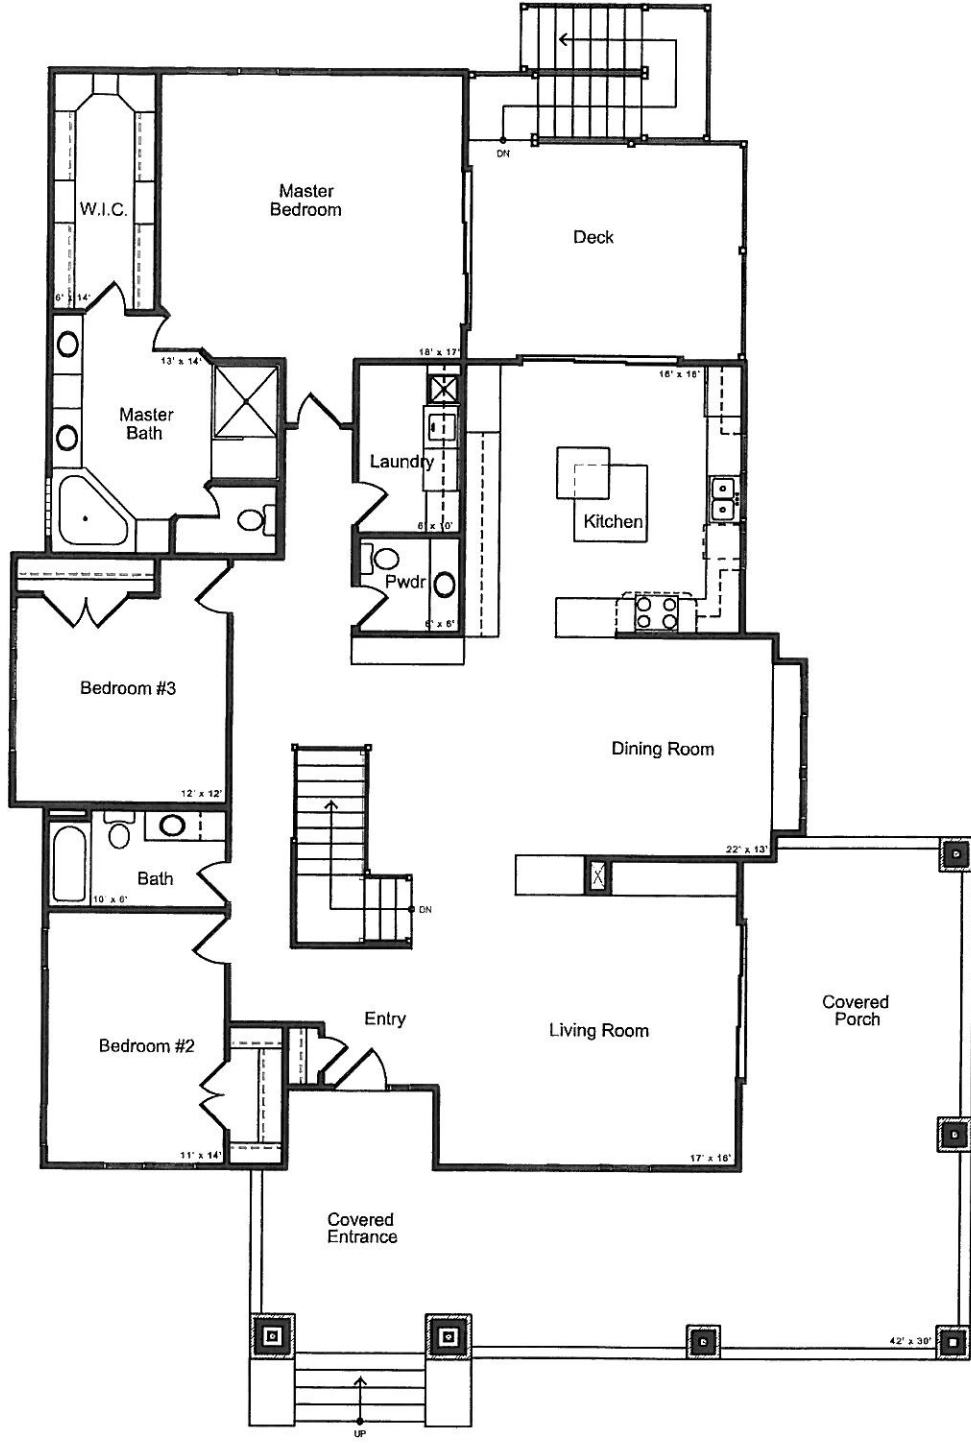 DN
Master
Bedroom
W.I.C.
Deck
6' x 14'
18' x 17'
13' x 14'
16' x 16'
Master
Bath
Laundry
Kitchen
6' x 10'
Pwdr
6' x 6'
Bedroom #3
Dining Room
12' x 12'
22' x 13'
Bath
10' x 6'
DN
Covered
Porch
Entry
Living Room
Bedroom #2
11' x 14'
17' x 16'
Covered
Entrance
42' x 39'
UP